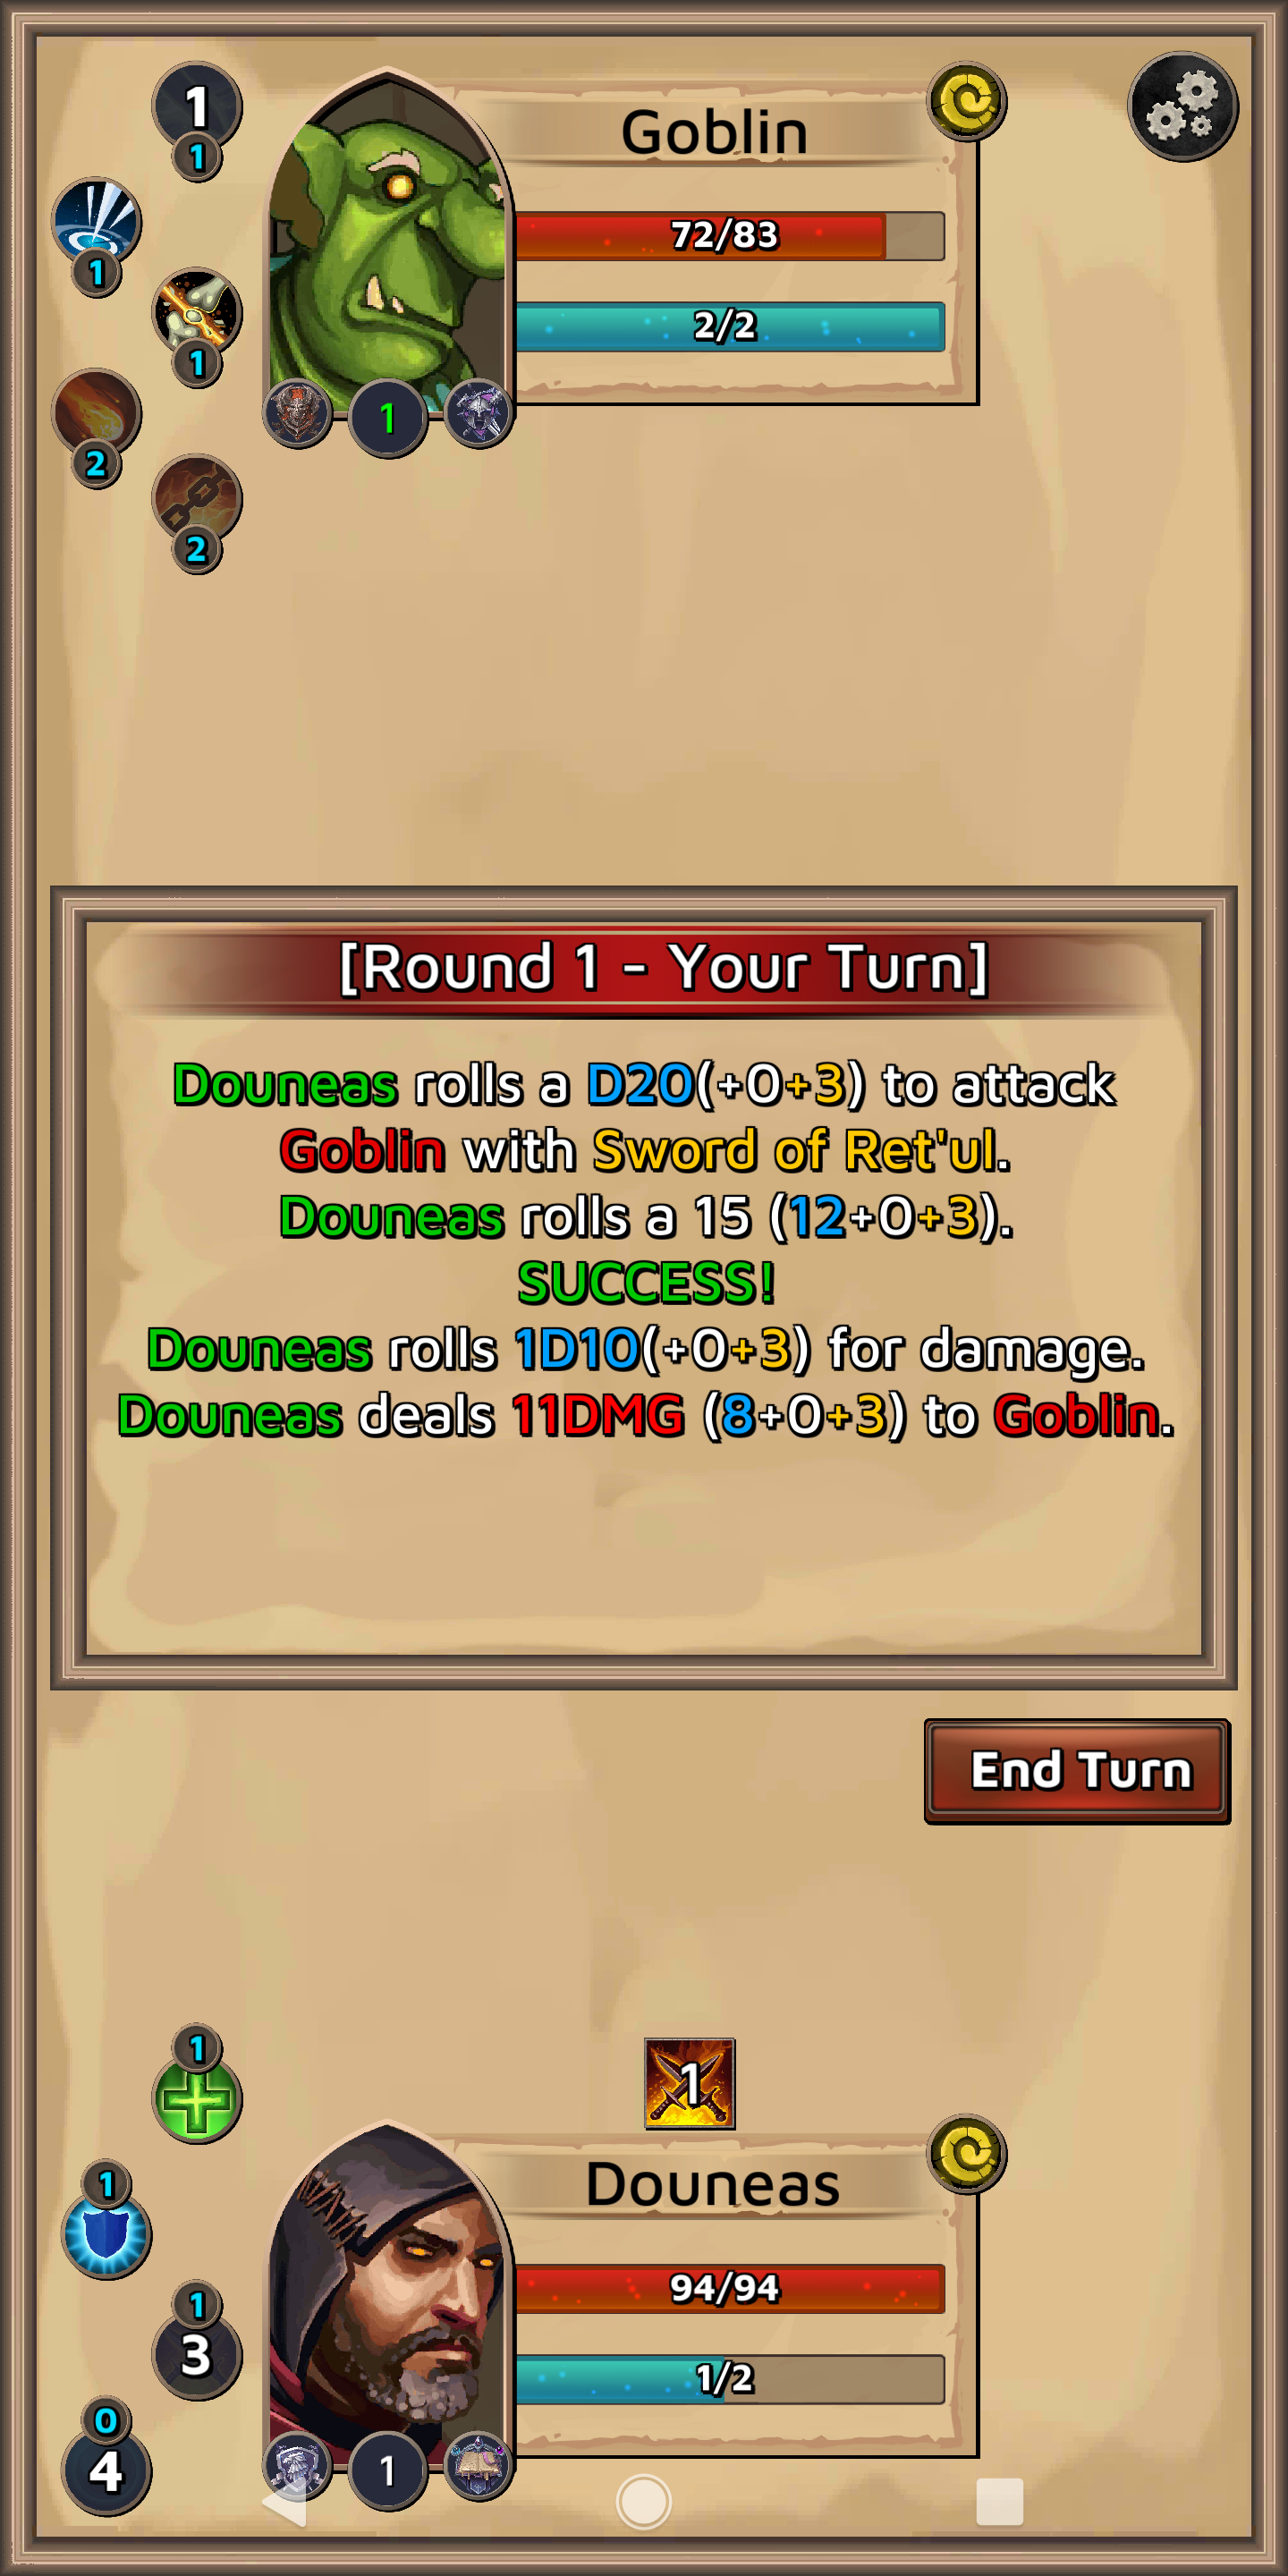 1
1
Goblin
1
72/83
1
2/2
2
1
2
[Round 1 - Your Turn]
Douneas rolls a D20(+0+3) to attack
Goblin with Sword of Ret'ul.
Douneas rolls a 15 (12+0+3).
SUCCESS!
Douneas rolls 1D10(+0+3) for damage.
Douneas deals 11DMG (8+0+3) to Goblin.
End Turn
1
1
1
Douneas
94/94
1
3
1/2
0
4
1